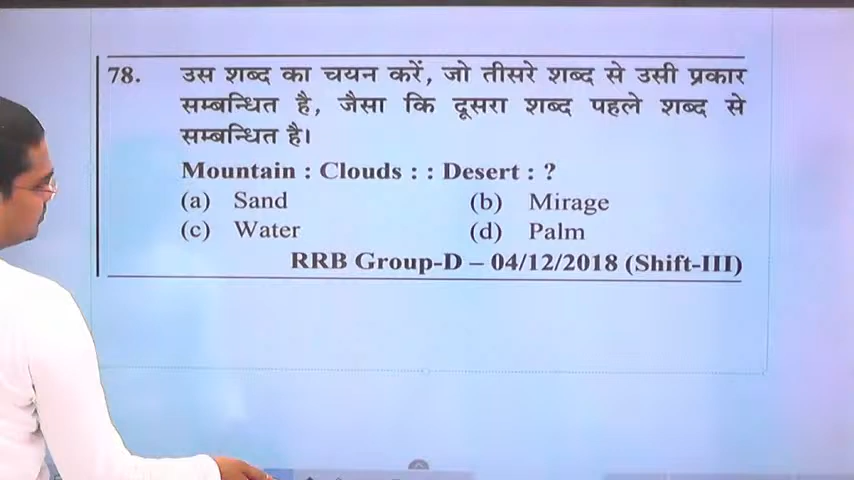 78. उस शब्द का चयन करें, जो तीसरे शब्द से उसी प्रकार
सम्बन्धित है, जैसा कि दूसरा शब्द पहले शब्द से
सम्बन्धित है।
Mountain : Clouds : : Desert : ?
(a) Sand (b) Mirage
(c) Water (d) Palm
RRB Group-D – 04/12/2018 (Shift-III)